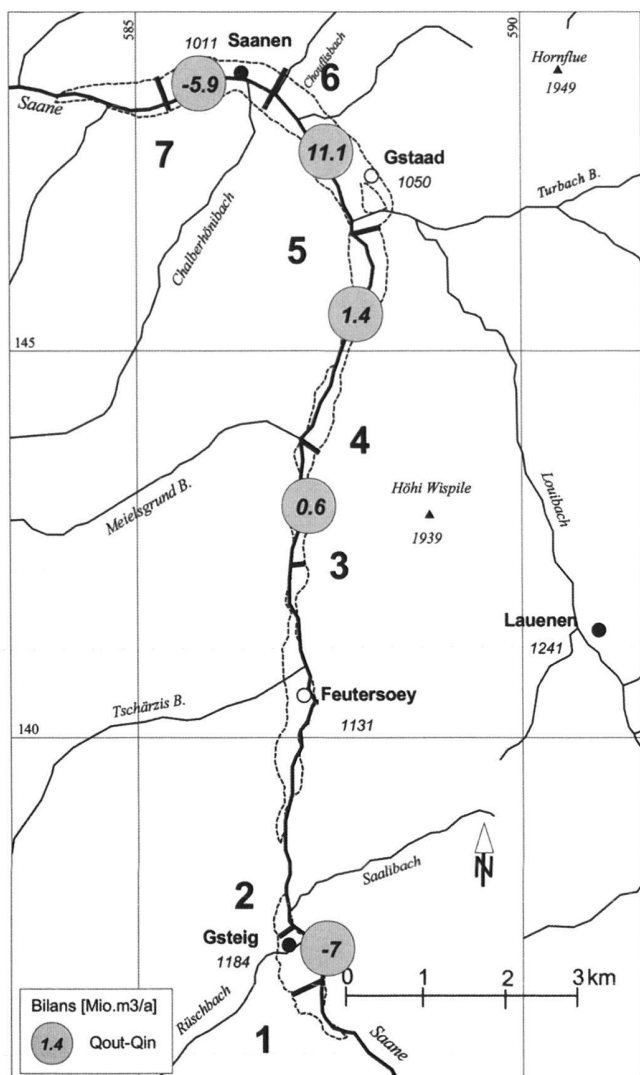 585
590
1011
Saanen
Chouflisbach
6
Hornflue
1949
-5.9
Saane
7
11.1
Gstaad
1050
Turbach B.
Chalberhönibach
5
1.4
145
4
Meielsgrund B.
0.6
Höhi Wispile
1939
Louibach
3
Lauenen
1241
Tschärzis B.
Feutersoey
1131
140
Saalibach
N
2
Gsteig
1184
-7
0 1 2 3 km
Rüschbach
1
Saane
Bilans [Mio.m3/a]
1.4 Qout-Qin